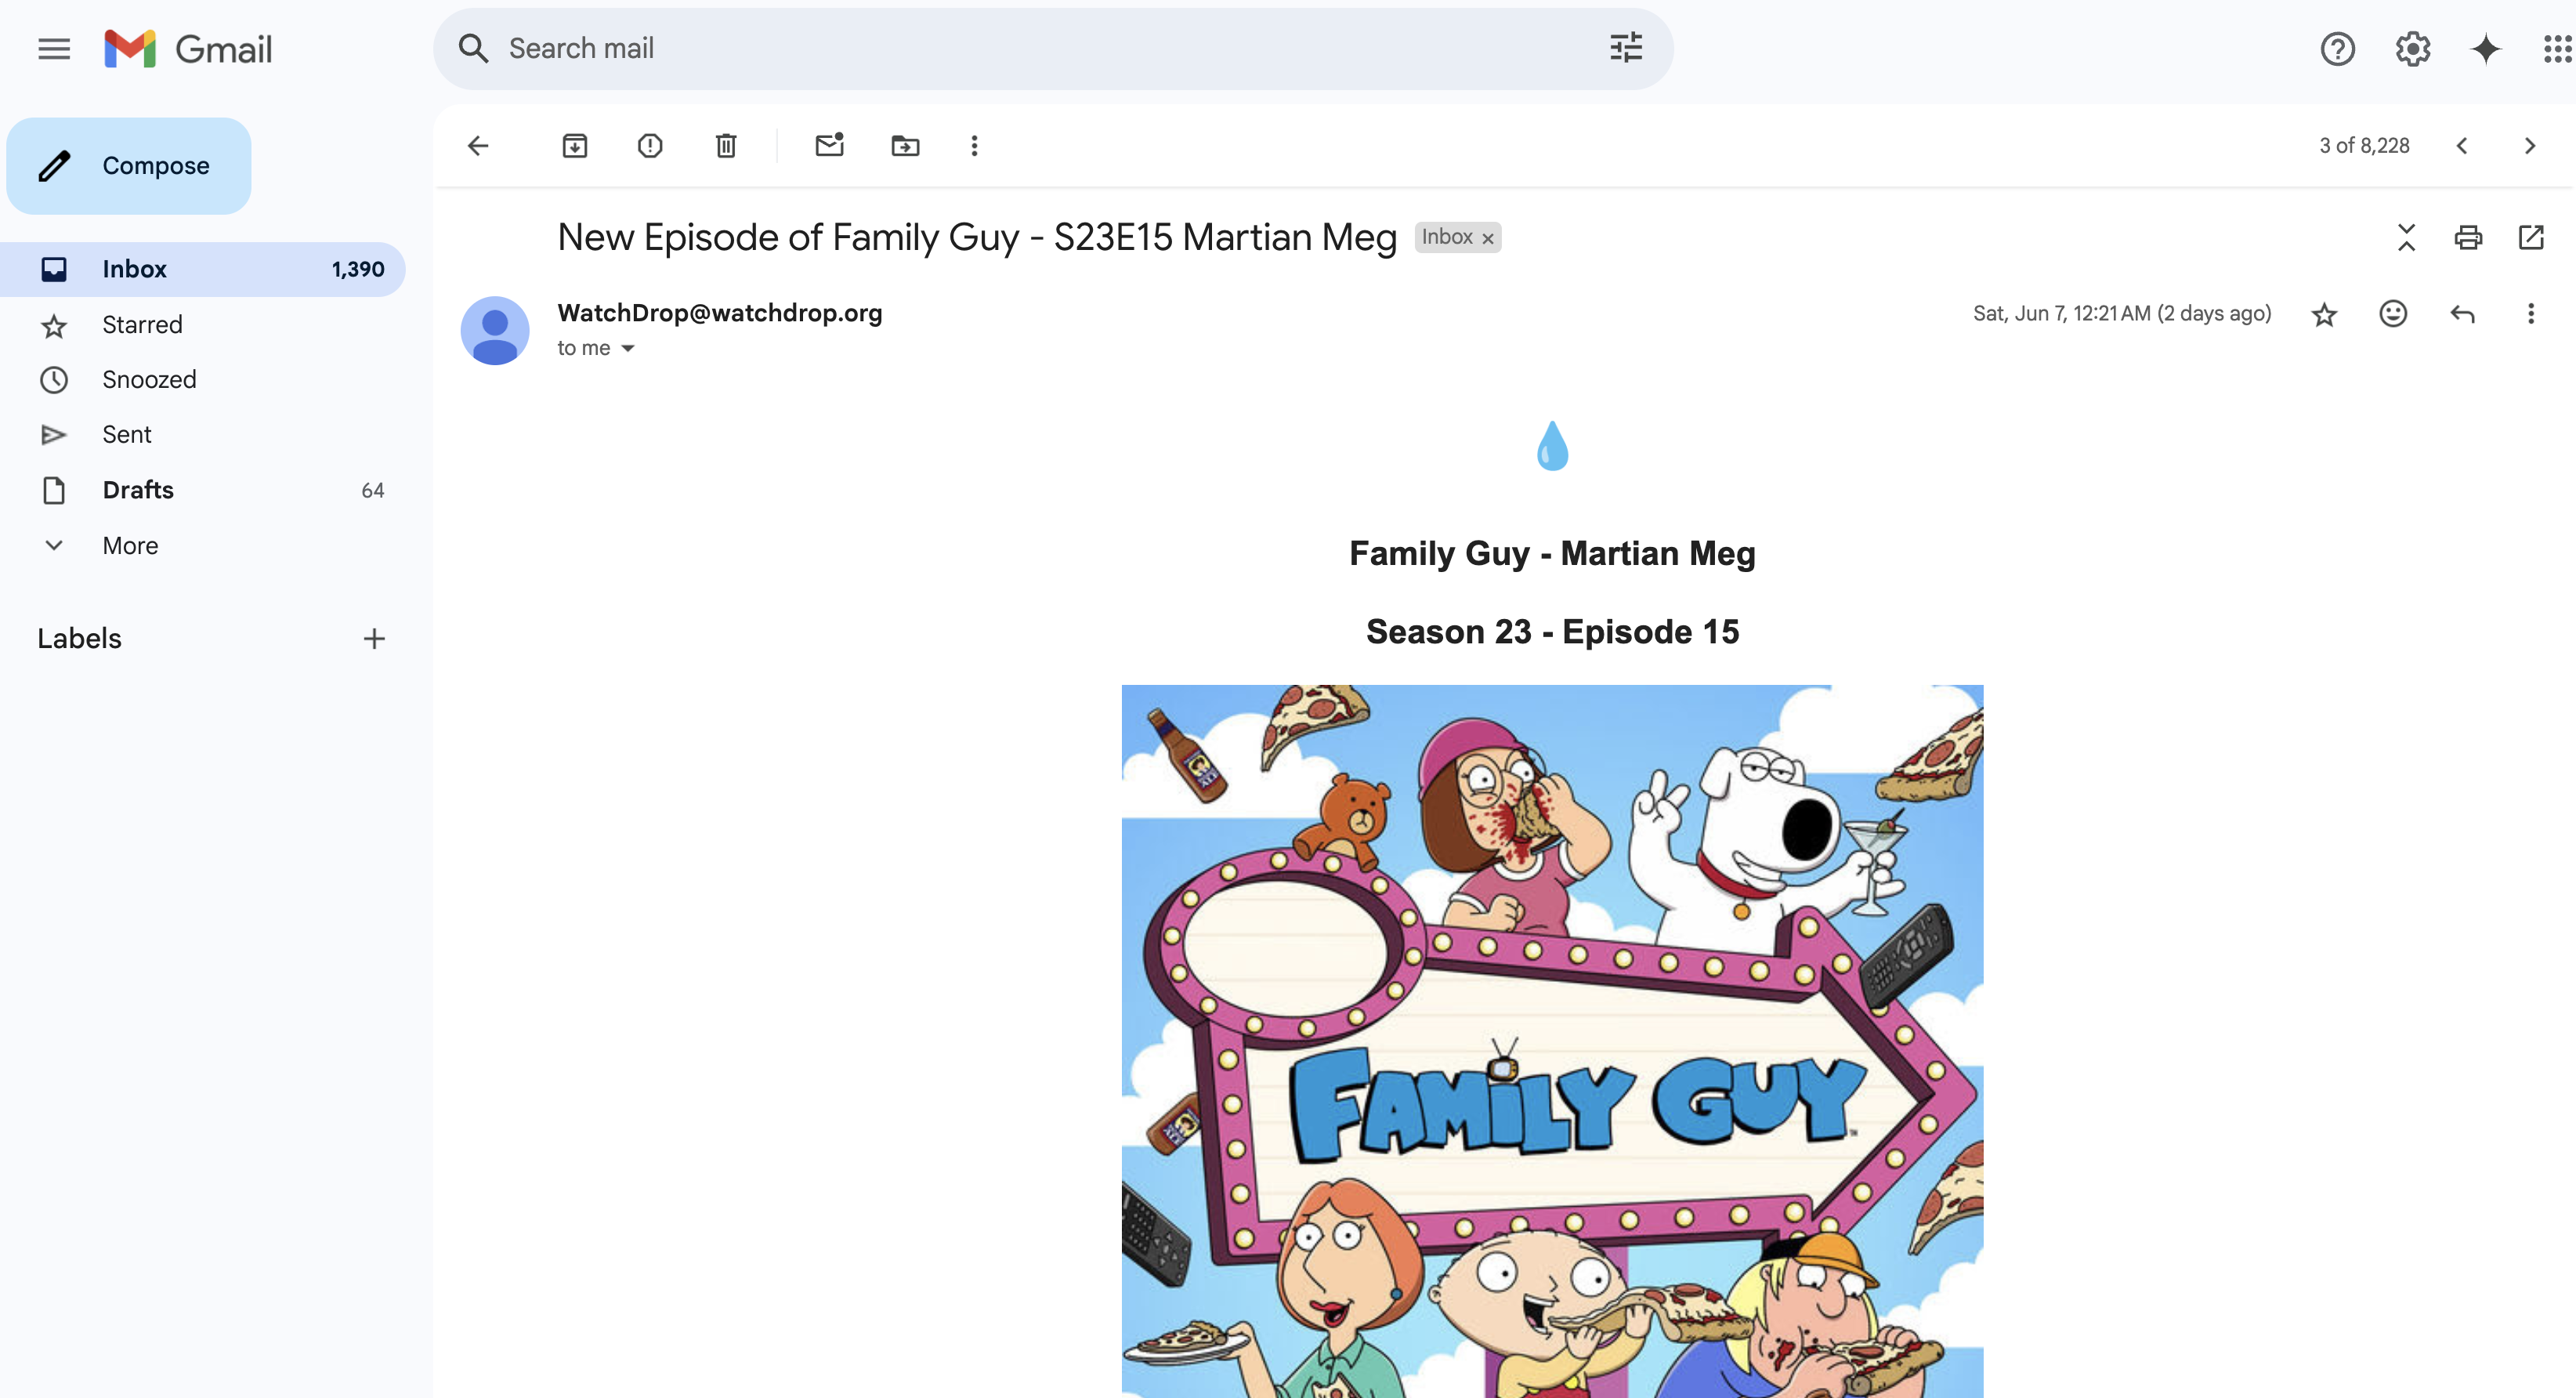 Gmail
Search mail
Compose
3 of 8,228
New Episode of Family Guy - S23E15 Martian Meg
Inbox ×
Inbox 1,390
WatchDrop@watchdrop.org
Sat, Jun 7, 12:21 AM (2 days ago)
to me
Starred
Snoozed
Sent
Drafts 64
More
Labels
Family Guy - Martian Meg
Season 23 - Episode 15
FAMiLY GUY